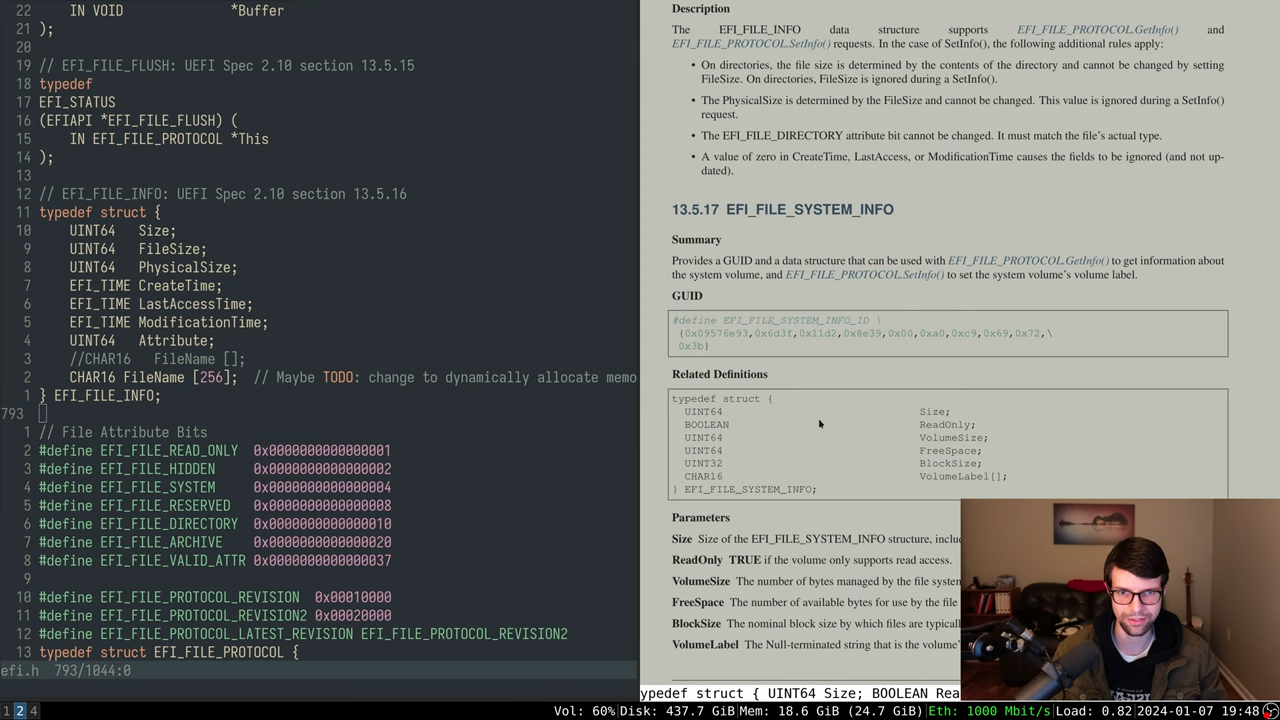 22      IN VOID           *Buffer
21 );
20
19 // EFI_FILE_FLUSH: UEFI Spec 2.10 section 13.5.15
18 typedef
17 EFI_STATUS
16 (EFIAPI *EFI_FILE_FLUSH) (
15     IN EFI_FILE_PROTOCOL *This
14 );
13
12 // EFI_FILE_INFO: UEFI Spec 2.10 section 13.5.16
11 typedef struct {
10     UINT64   Size;
9     UINT64   FileSize;
8     UINT64   PhysicalSize;
7     EFI_TIME CreateTime;
6     EFI_TIME LastAccessTime;
5     EFI_TIME ModificationTime;
4     UINT64   Attribute;
3     //CHAR16   FileName [];
2     CHAR16 FileName [256];  // Maybe TODO: change to dynamically allocate memo
1 } EFI_FILE_INFO;
793
1 // File Attribute Bits
2 #define EFI_FILE_READ_ONLY  0x0000000000000001
3 #define EFI_FILE_HIDDEN     0x0000000000000002
4 #define EFI_FILE_SYSTEM     0x0000000000000004
5 #define EFI_FILE_RESERVED   0x0000000000000008
6 #define EFI_FILE_DIRECTORY  0x0000000000000010
7 #define EFI_FILE_ARCHIVE    0x0000000000000020
8 #define EFI_FILE_VALID_ATTR 0x0000000000000037
9
10 #define EFI_FILE_PROTOCOL_REVISION  0x00010000
11 #define EFI_FILE_PROTOCOL_REVISION2 0x00020000
12 #define EFI_FILE_PROTOCOL_LATEST_REVISION EFI_FILE_PROTOCOL_REVISION2
13 typedef struct EFI_FILE_PROTOCOL {
efi.h  793/1044:0
Description
The EFI_FILE_INFO data structure supports EFI_FILE_PROTOCOL.GetInfo() and
EFI_FILE_PROTOCOL.SetInfo() requests. In the case of SetInfo(), the following additional rules apply:
• On directories, the file size is determined by the contents of the directory and cannot be changed by setting
FileSize. On directories, FileSize is ignored during a SetInfo().
• The PhysicalSize is determined by the FileSize and cannot be changed. This value is ignored during a SetInfo()
request.
• The EFI_FILE_DIRECTORY attribute bit cannot be changed. It must match the file's actual type.
• A value of zero in CreateTime, LastAccess, or ModificationTime causes the fields to be ignored (and not up-
dated).
13.5.17 EFI_FILE_SYSTEM_INFO
Summary
Provides a GUID and a data structure that can be used with EFI_FILE_PROTOCOL.GetInfo() to get information about
the system volume, and EFI_FILE_PROTOCOL.SetInfo() to set the system volume's volume label.
GUID
#define EFI_FILE_SYSTEM_INFO_ID \
{0x09576e93,0x6d3f,0x11d2,0x8e39,0x00,0xa0,0xc9,0x69,0x72,\
0x3b}
Related Definitions
typedef struct {
UINT64 Size;
BOOLEAN ReadOnly;
UINT64 VolumeSize;
UINT64 FreeSpace;
UINT32 BlockSize;
CHAR16 VolumeLabel[];
} EFI_FILE_SYSTEM_INFO;
Parameters
Size Size of the EFI_FILE_SYSTEM_INFO structure, inclu
ReadOnly TRUE if the volume only supports read access.
VolumeSize The number of bytes managed by the file system
FreeSpace The number of available bytes for use by the file
BlockSize The nominal block size by which files are typicall
VolumeLabel The Null-terminated string that is the volume'
ypedef struct { UINT64 Size; BOOLEAN Rea
1 2 4 Vol: 60%|Disk: 437.7 GiB|Mem: 18.6 GiB (24.7 GiB)|Eth: 1000 Mbit/s|Load: 0.82 2024-01-07 19:48